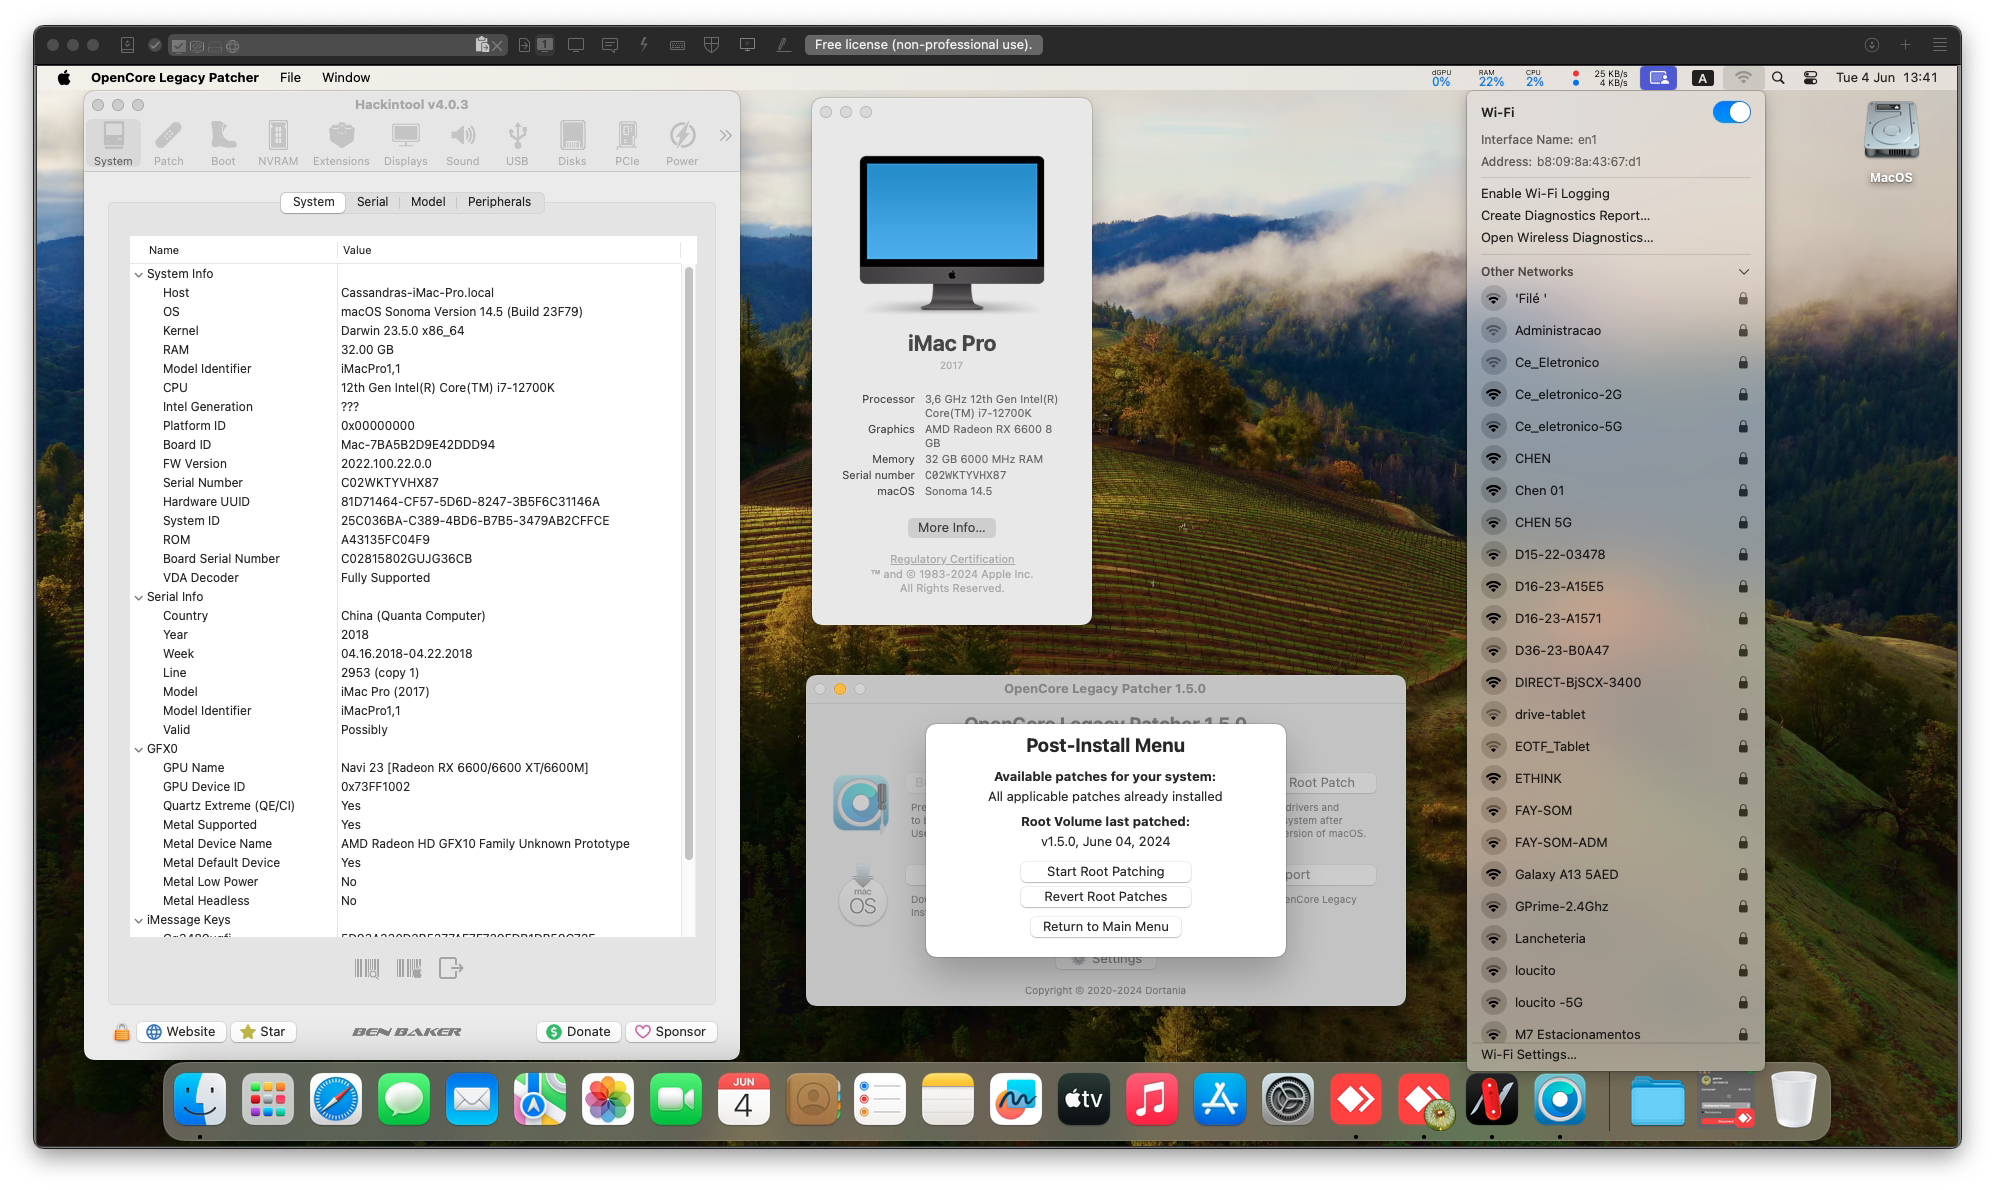 1
Free license (non-professional use).
OpenCore Legacy Patcher File Window
dGPU 0% RAM 22% CPU 2% 25 KB/s 4 KB/s A Tue 4 Jun 13:41
Hackintool v4.0.3
System Patch Boot NVRAM Extensions Displays Sound USB Disks PCIe Power
System Serial Model Peripherals
Name Value
System Info
Host Cassandras-iMac-Pro.local
OS macOS Sonoma Version 14.5 (Build 23F79)
Kernel Darwin 23.5.0 x86_64
RAM 32.00 GB
Model Identifier iMacPro1,1
CPU 12th Gen Intel(R) Core(TM) i7-12700K
Intel Generation ???
Platform ID 0x00000000
Board ID Mac-7BA5B2D9E42DDD94
FW Version 2022.100.22.0.0
Serial Number C02WKTYVHX87
Hardware UUID 81D71464-CF57-5D6D-8247-3B5F6C31146A
System ID 25C036BA-C389-4BD6-B7B5-3479AB2CFFCE
ROM A43135FC04F9
Board Serial Number C02815802GUJG36CB
VDA Decoder Fully Supported
Serial Info
Country China (Quanta Computer)
Year 2018
Week 04.16.2018-04.22.2018
Line 2953 (copy 1)
Model iMac Pro (2017)
Model Identifier iMacPro1,1
Valid Possibly
GFX0
GPU Name Navi 23 [Radeon RX 6600/6600 XT/6600M]
GPU Device ID 0x73FF1002
Quartz Extreme (QE/CI) Yes
Metal Supported Yes
Metal Device Name AMD Radeon HD GFX10 Family Unknown Prototype
Metal Default Device Yes
Metal Low Power No
Metal Headless No
iMessage Keys
Website Star BEN BAKER Donate Sponsor
iMac Pro
2017
Processor 3,6 GHz 12th Gen Intel(R)
Core(TM) i7-12700K
Graphics AMD Radeon RX 6600 8
GB
Memory 32 GB 6000 MHz RAM
Serial number C02WKTYVHX87
macOS Sonoma 14.5
More Info...
Regulatory Certification
™ and © 1983-2024 Apple Inc.
All Rights Reserved.
OpenCore Legacy Patcher 1.5.0
OpenCore Legacy Patcher 1.5.0
Root Patch
drivers and
ersion of macOS.
mac
OS
port
enCore Legacy
Post-Install Menu
Available patches for your system:
All applicable patches already installed
Root Volume last patched:
v1.5.0, June 04, 2024
Start Root Patching
Revert Root Patches
Return to Main Menu
Settings
Copyright © 2020-2024 Dortania
Wi-Fi
Interface Name: en1
Address: b8:09:8a:43:67:d1
Enable Wi-Fi Logging
Create Diagnostics Report...
Open Wireless Diagnostics...
Other Networks
'Filé '
Administracao
Ce_Eletronico
Ce_eletronico-2G
Ce_eletronico-5G
CHEN
Chen 01
CHEN 5G
D15-22-03478
D16-23-A15E5
D16-23-A1571
D36-23-B0A47
DIRECT-BjSCX-3400
drive-tablet
EOTF_Tablet
ETHINK
FAY-SOM
FAY-SOM-ADM
Galaxy A13 5AED
GPrime-2.4Ghz
Lancheteria
loucito
loucito -5G
M7 Estacionamentos
Wi-Fi Settings...
MacOS
JUN
4
tv